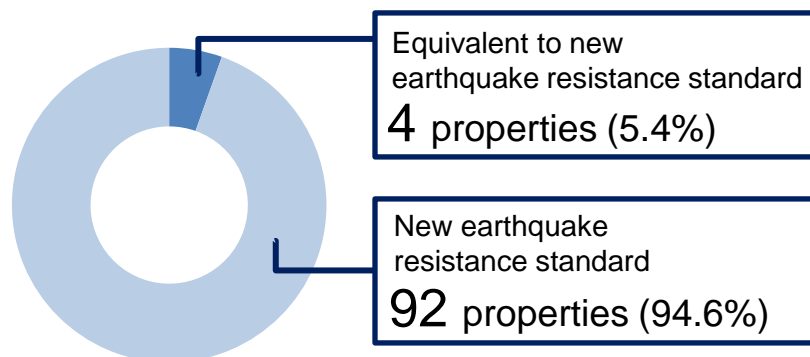 Equivalent to new
earthquake resistance standard
4 properties (5.4%)
New earthquake
resistance standard
92 properties (94.6%)